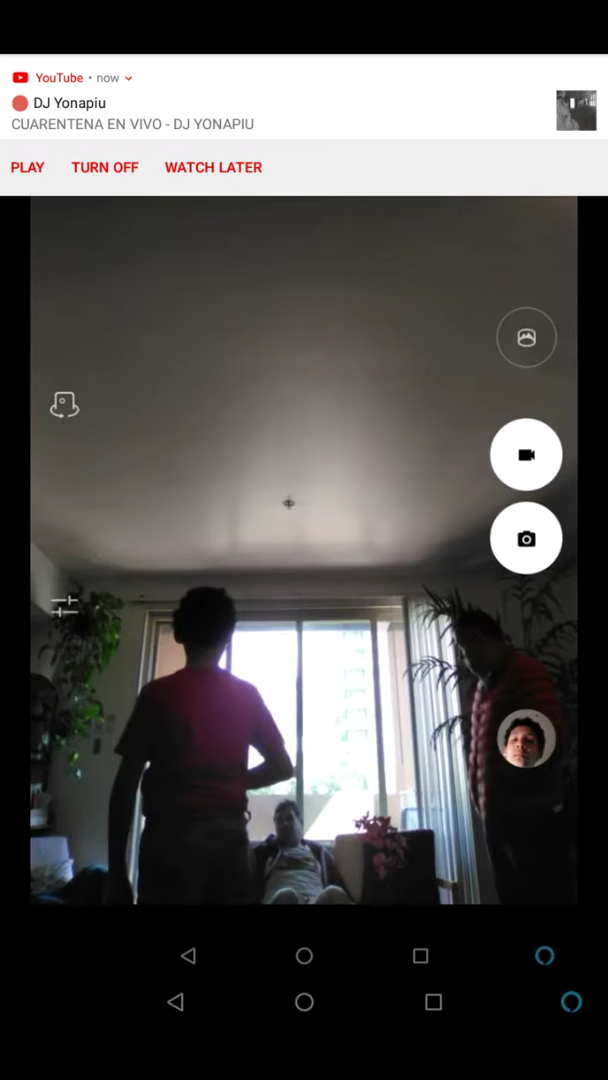 YouTube • now
DJ Yonapiu
CUARENTENA EN VIVO - DJ YONAPIU
PLAY TURN OFF WATCH LATER